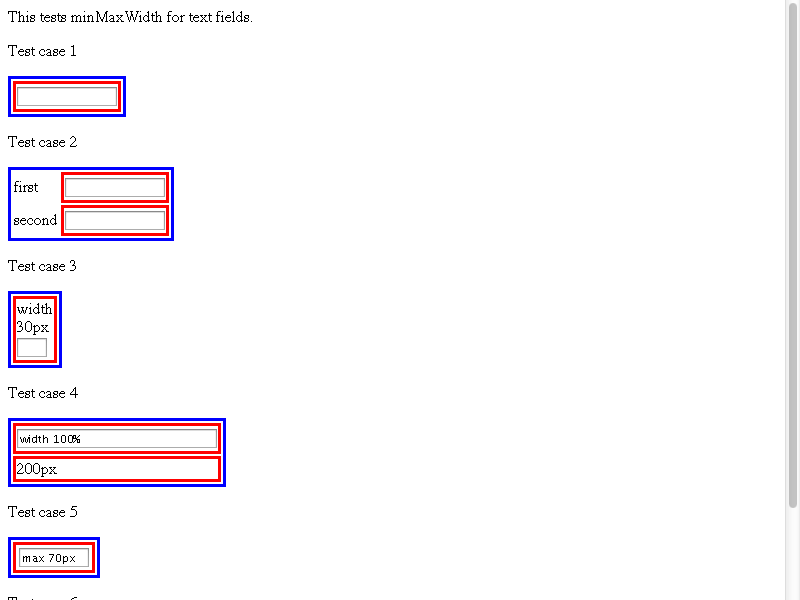 This tests minMaxWidth for text fields.
Test case 1
Test case 2
first
second
Test case 3
width
30px
Test case 4
width 100%
200px
Test case 5
max 70px